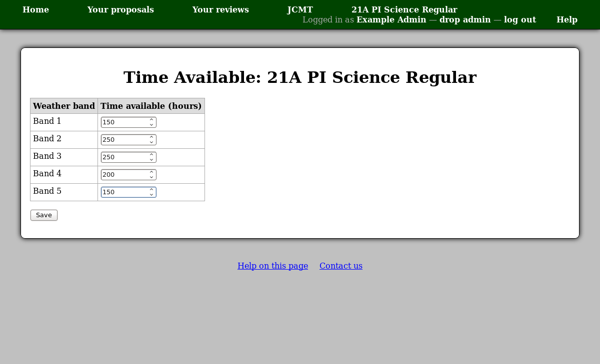 Home Your proposals Your reviews JCMT 21A PI Science Regular
Logged in as Example Admin — drop admin — log out Help
Time Available: 21A PI Science Regular
Weather band Time available (hours)
Band 1 150
Band 2 250
Band 3 250
Band 4 200
Band 5 150
Save
Help on this page Contact us